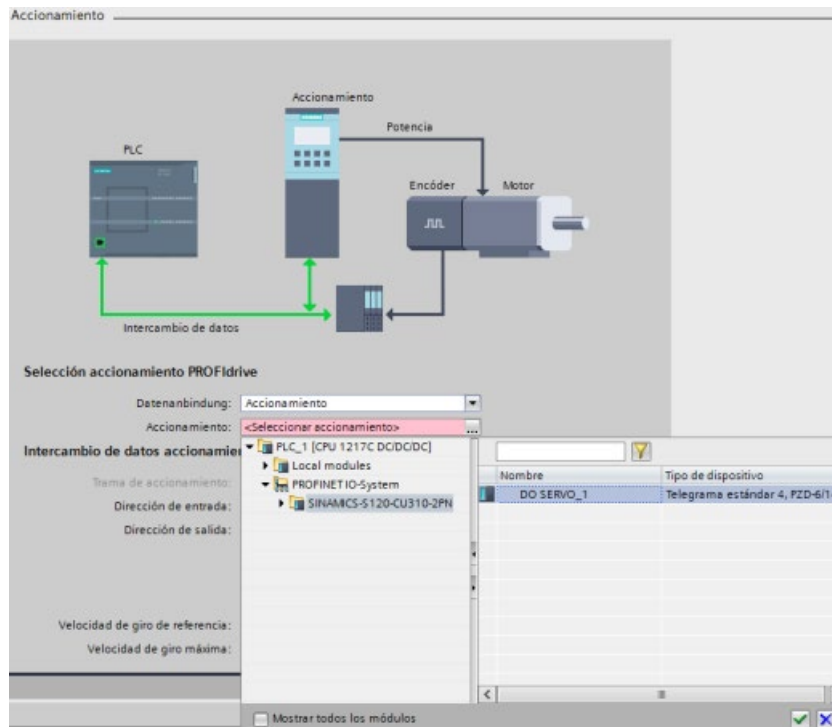 Accionamiento
Accionamiento
PLC
Potencia
Encóder
Motor
Intercambio de datos
Selección accionamiento PROFIdrive
Datenanbindung: Accionamiento
Accionamiento: <Seleccionar accionamiento> ...
Intercambio de datos accionamie
PLC_1 [CPU 1217C DC/DC/DC]
Local modules
Trama de accionamiento:
PROFINET IO-System
Dirección de entrada:
SINAMICS-S120-CU310-2PN
Dirección de salida:
Nombre
Tipo de dispositivo
DO SERVO_1
Telegrama estándar 4, PZD-6/1
Velocidad de giro de referencia:
Velocidad de giro máxima:
Mostrar todos los módulos